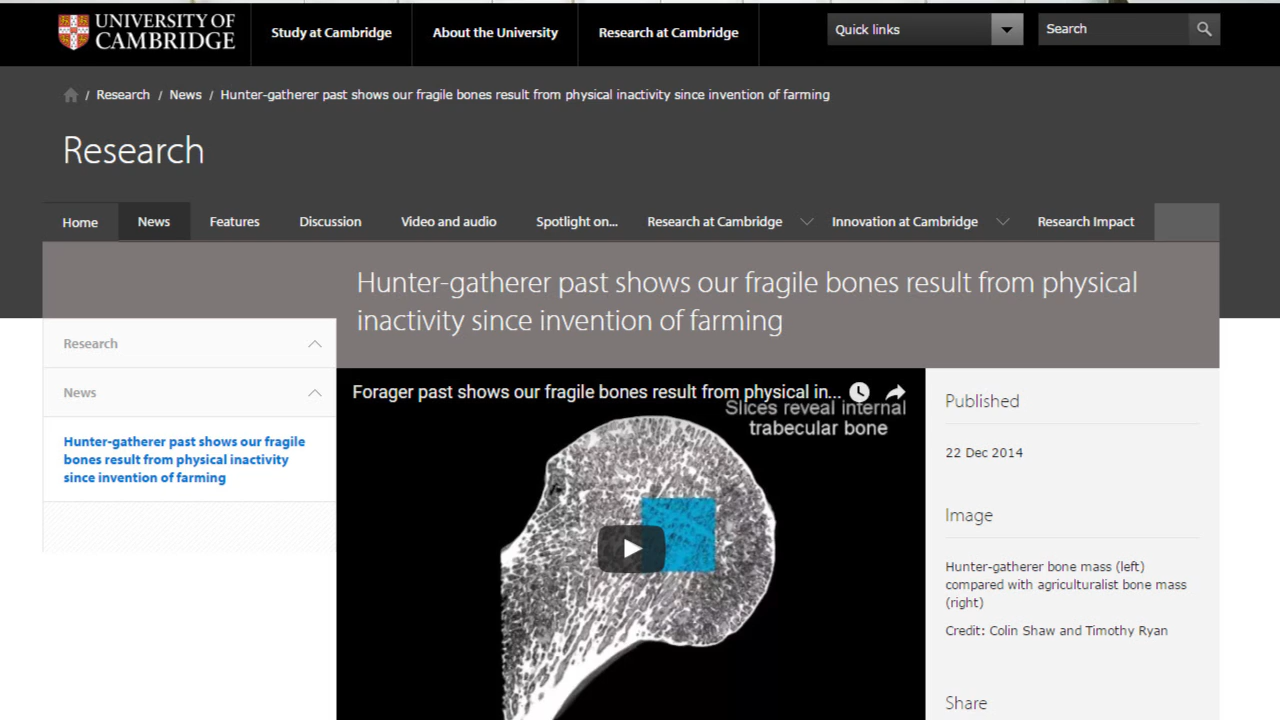 UNIVERSITY OF
CAMBRIDGE
Study at Cambridge
About the University
Research at Cambridge
Quick links
Search
/ Research / News / Hunter-gatherer past shows our fragile bones result from physical inactivity since invention of farming
Research
Home
News
Features
Discussion
Video and audio
Spotlight on...
Research at Cambridge
Innovation at Cambridge
Research Impact
Hunter-gatherer past shows our fragile bones result from physical
inactivity since invention of farming
Research
News
Hunter-gatherer past shows our fragile
bones result from physical inactivity
since invention of farming
Forager past shows our fragile bones result from physical in...
Slices reveal internal
trabecular bone
Published
22 Dec 2014
Image
Hunter-gatherer bone mass (left)
compared with agriculturalist bone mass
(right)
Credit: Colin Shaw and Timothy Ryan
Share